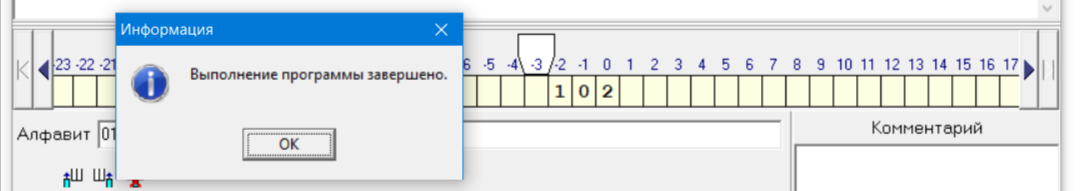 Информация
Выполнение программы завершено.
OK
-23 -22 -21 6 -5 -4 -3 -2 -1 0 1 2 3 4 5 6 7 8 9 10 11 12 13 14 15 16 17
1 0 2
Алфавит 01
Комментарий
Ш Ш